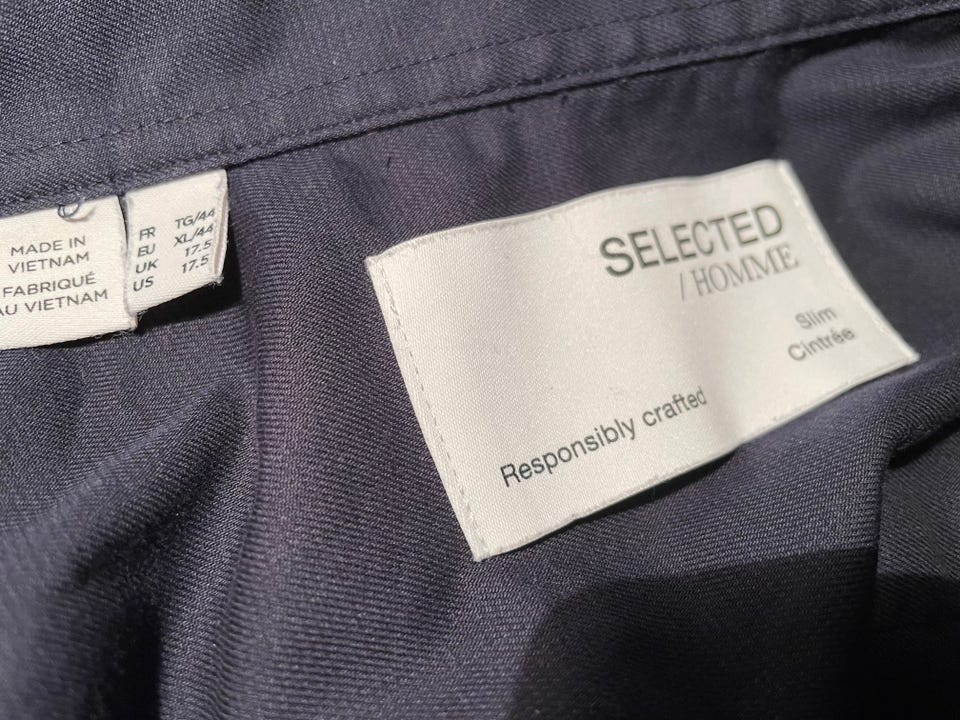 MADE IN
VIETNAM
FABRIQUÉ
AU VIETNAM
FR TG/44
EU XL/44
UK 17.5
US 17.5
SELECTED
/HOMME
Slim
Cintrée
Responsibly crafted